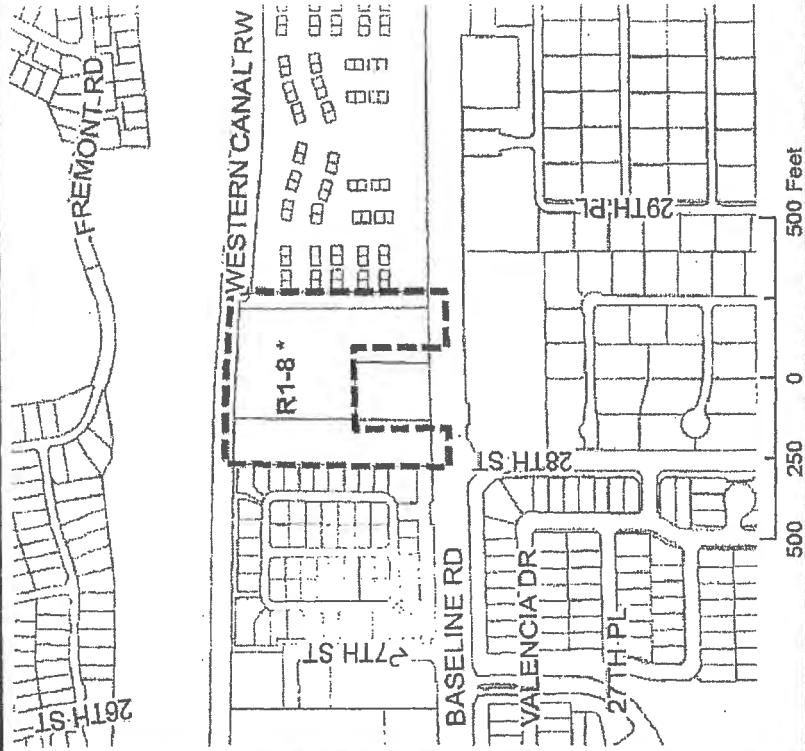 FREMONT RD
WESTERN CANAL RW
R1-8 *
29TH PL
28TH ST
27TH ST
26TH ST
BASELINE RD
VALENCIA DR
27TH PL
500 250 0 500 Feet